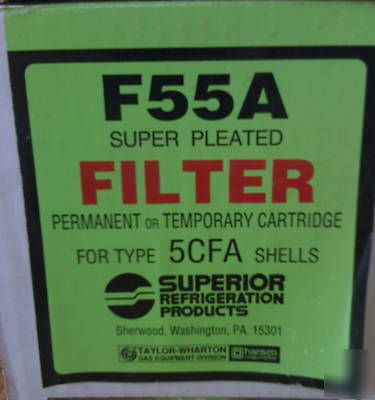 F55A
SUPER PLEATED
FILTER
PERMANENT OR TEMPORARY CARTRIDGE
FOR TYPE 5CFA SHELLS
SUPERIOR
REFRIGERATION
PRODUCTS
Sherwood, Washington, PA. 15301
TAYLOR-WHARTON
GAS EQUIPMENT DIVISION
harsco